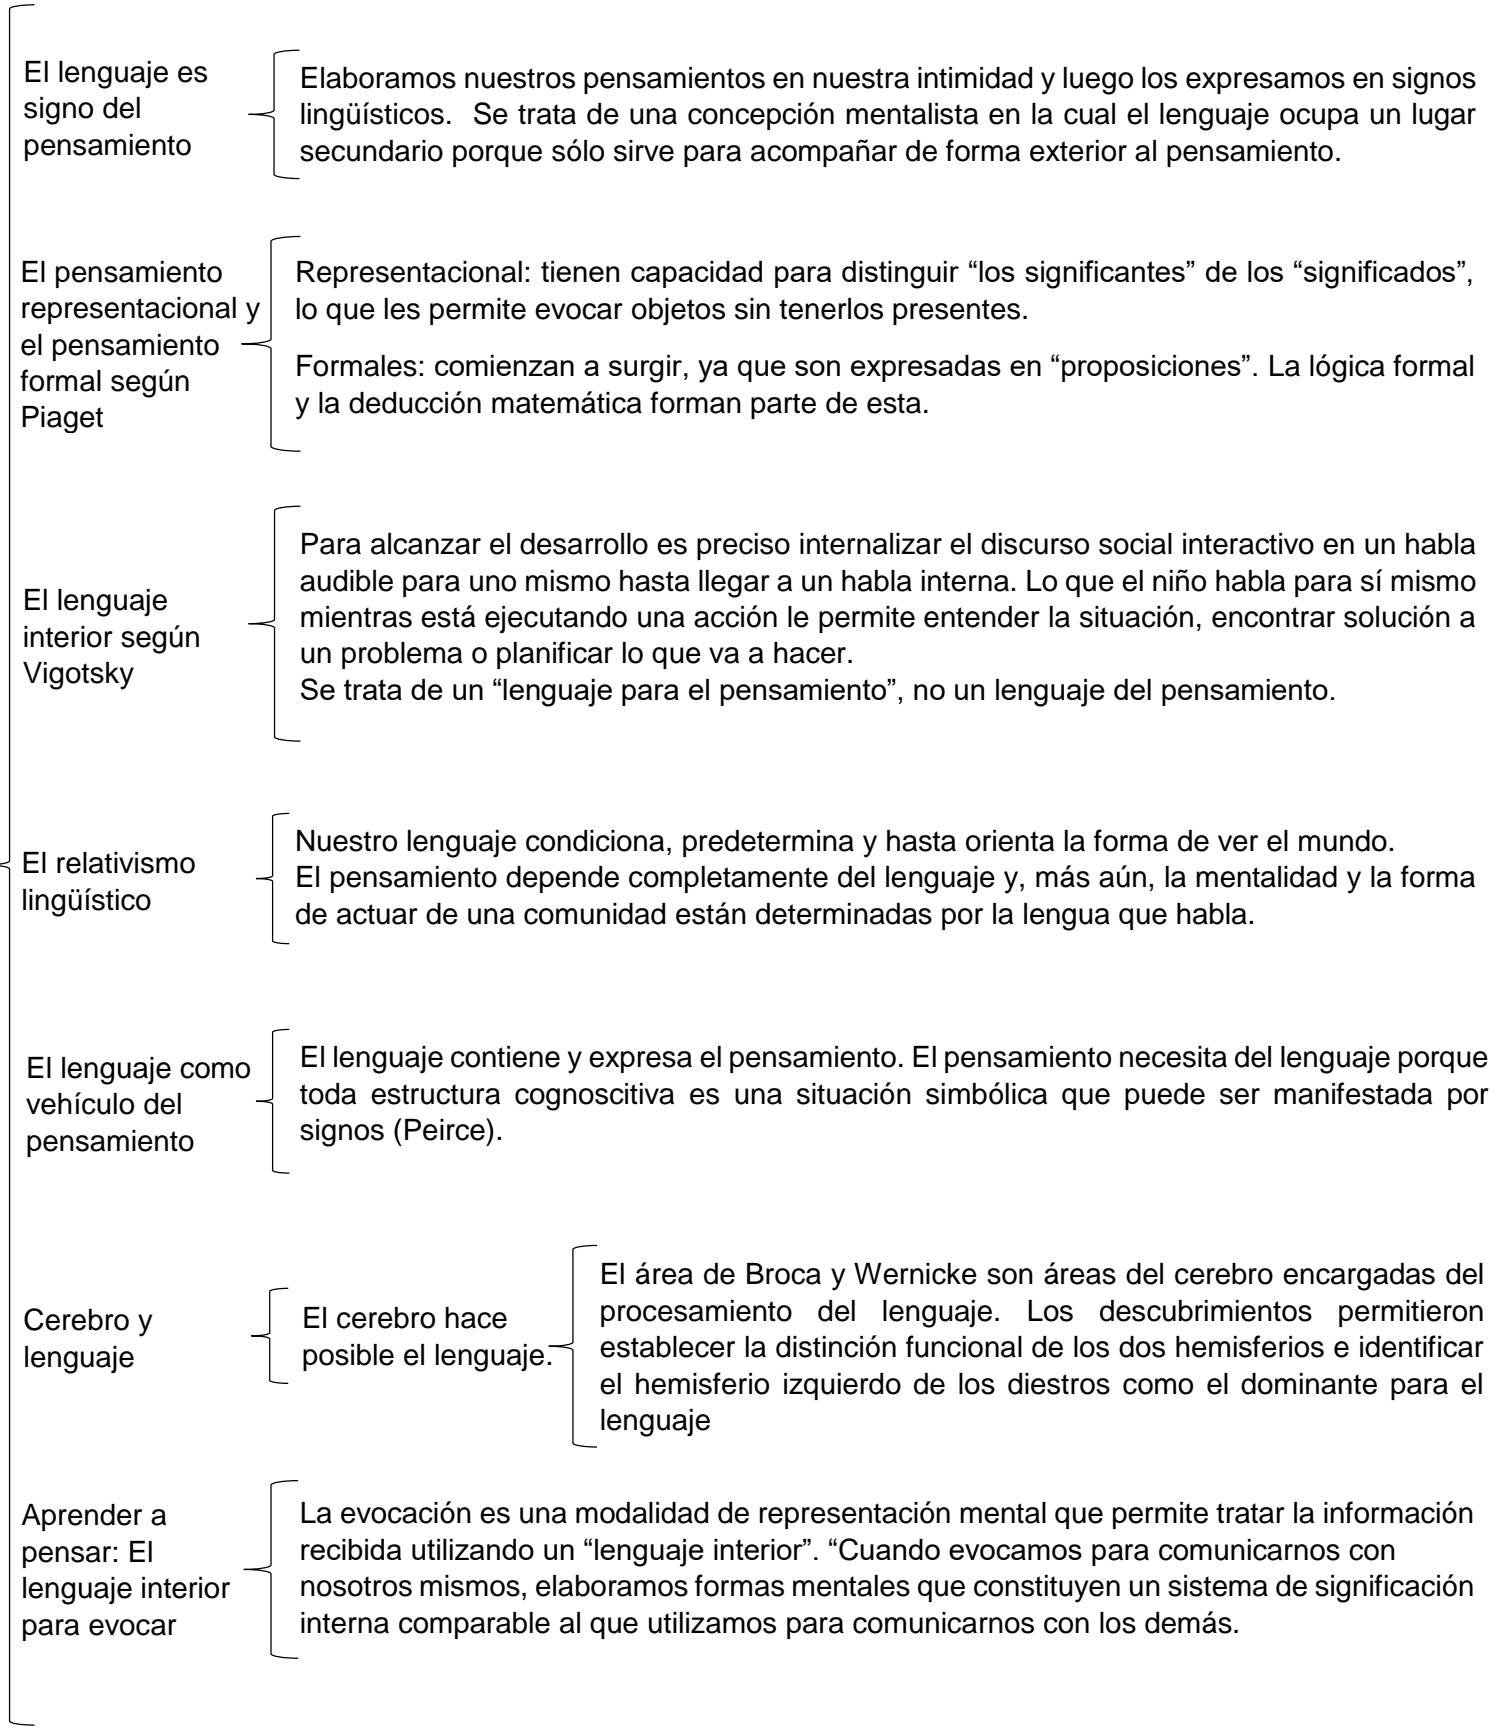 El lenguaje es
signo del
pensamiento
Elaboramos nuestros pensamientos en nuestra intimidad y luego los expresamos en signos
lingüísticos. Se trata de una concepción mentalista en la cual el lenguaje ocupa un lugar
secundario porque sólo sirve para acompañar de forma exterior al pensamiento.
El pensamiento
representacional y
el pensamiento
formal según
Piaget
Representacional: tienen capacidad para distinguir “los significantes” de los “significados”,
lo que les permite evocar objetos sin tenerlos presentes.
Formales: comienzan a surgir, ya que son expresadas en “proposiciones”. La lógica formal
y la deducción matemática forman parte de esta.
El lenguaje
interior según
Vigotsky
Para alcanzar el desarrollo es preciso internalizar el discurso social interactivo en un habla
audible para uno mismo hasta llegar a un habla interna. Lo que el niño habla para sí mismo
mientras está ejecutando una acción le permite entender la situación, encontrar solución a
un problema o planificar lo que va a hacer.
Se trata de un “lenguaje para el pensamiento”, no un lenguaje del pensamiento.
El relativismo
lingüístico
Nuestro lenguaje condiciona, predetermina y hasta orienta la forma de ver el mundo.
El pensamiento depende completamente del lenguaje y, más aún, la mentalidad y la forma
de actuar de una comunidad están determinadas por la lengua que habla.
El lenguaje como
vehículo del
pensamiento
El lenguaje contiene y expresa el pensamiento. El pensamiento necesita del lenguaje porque
toda estructura cognoscitiva es una situación simbólica que puede ser manifestada por
signos (Peirce).
Cerebro y
lenguaje
El cerebro hace
posible el lenguaje.
El área de Broca y Wernicke son áreas del cerebro encargadas del
procesamiento del lenguaje. Los descubrimientos permitieron
establecer la distinción funcional de los dos hemisferios e identificar
el hemisferio izquierdo de los diestros como el dominante para el
lenguaje
Aprender a
pensar: El
lenguaje interior
para evocar
La evocación es una modalidad de representación mental que permite tratar la información
recibida utilizando un “lenguaje interior”. “Cuando evocamos para comunicarnos con
nosotros mismos, elaboramos formas mentales que constituyen un sistema de significación
interna comparable al que utilizamos para comunicarnos con los demás.